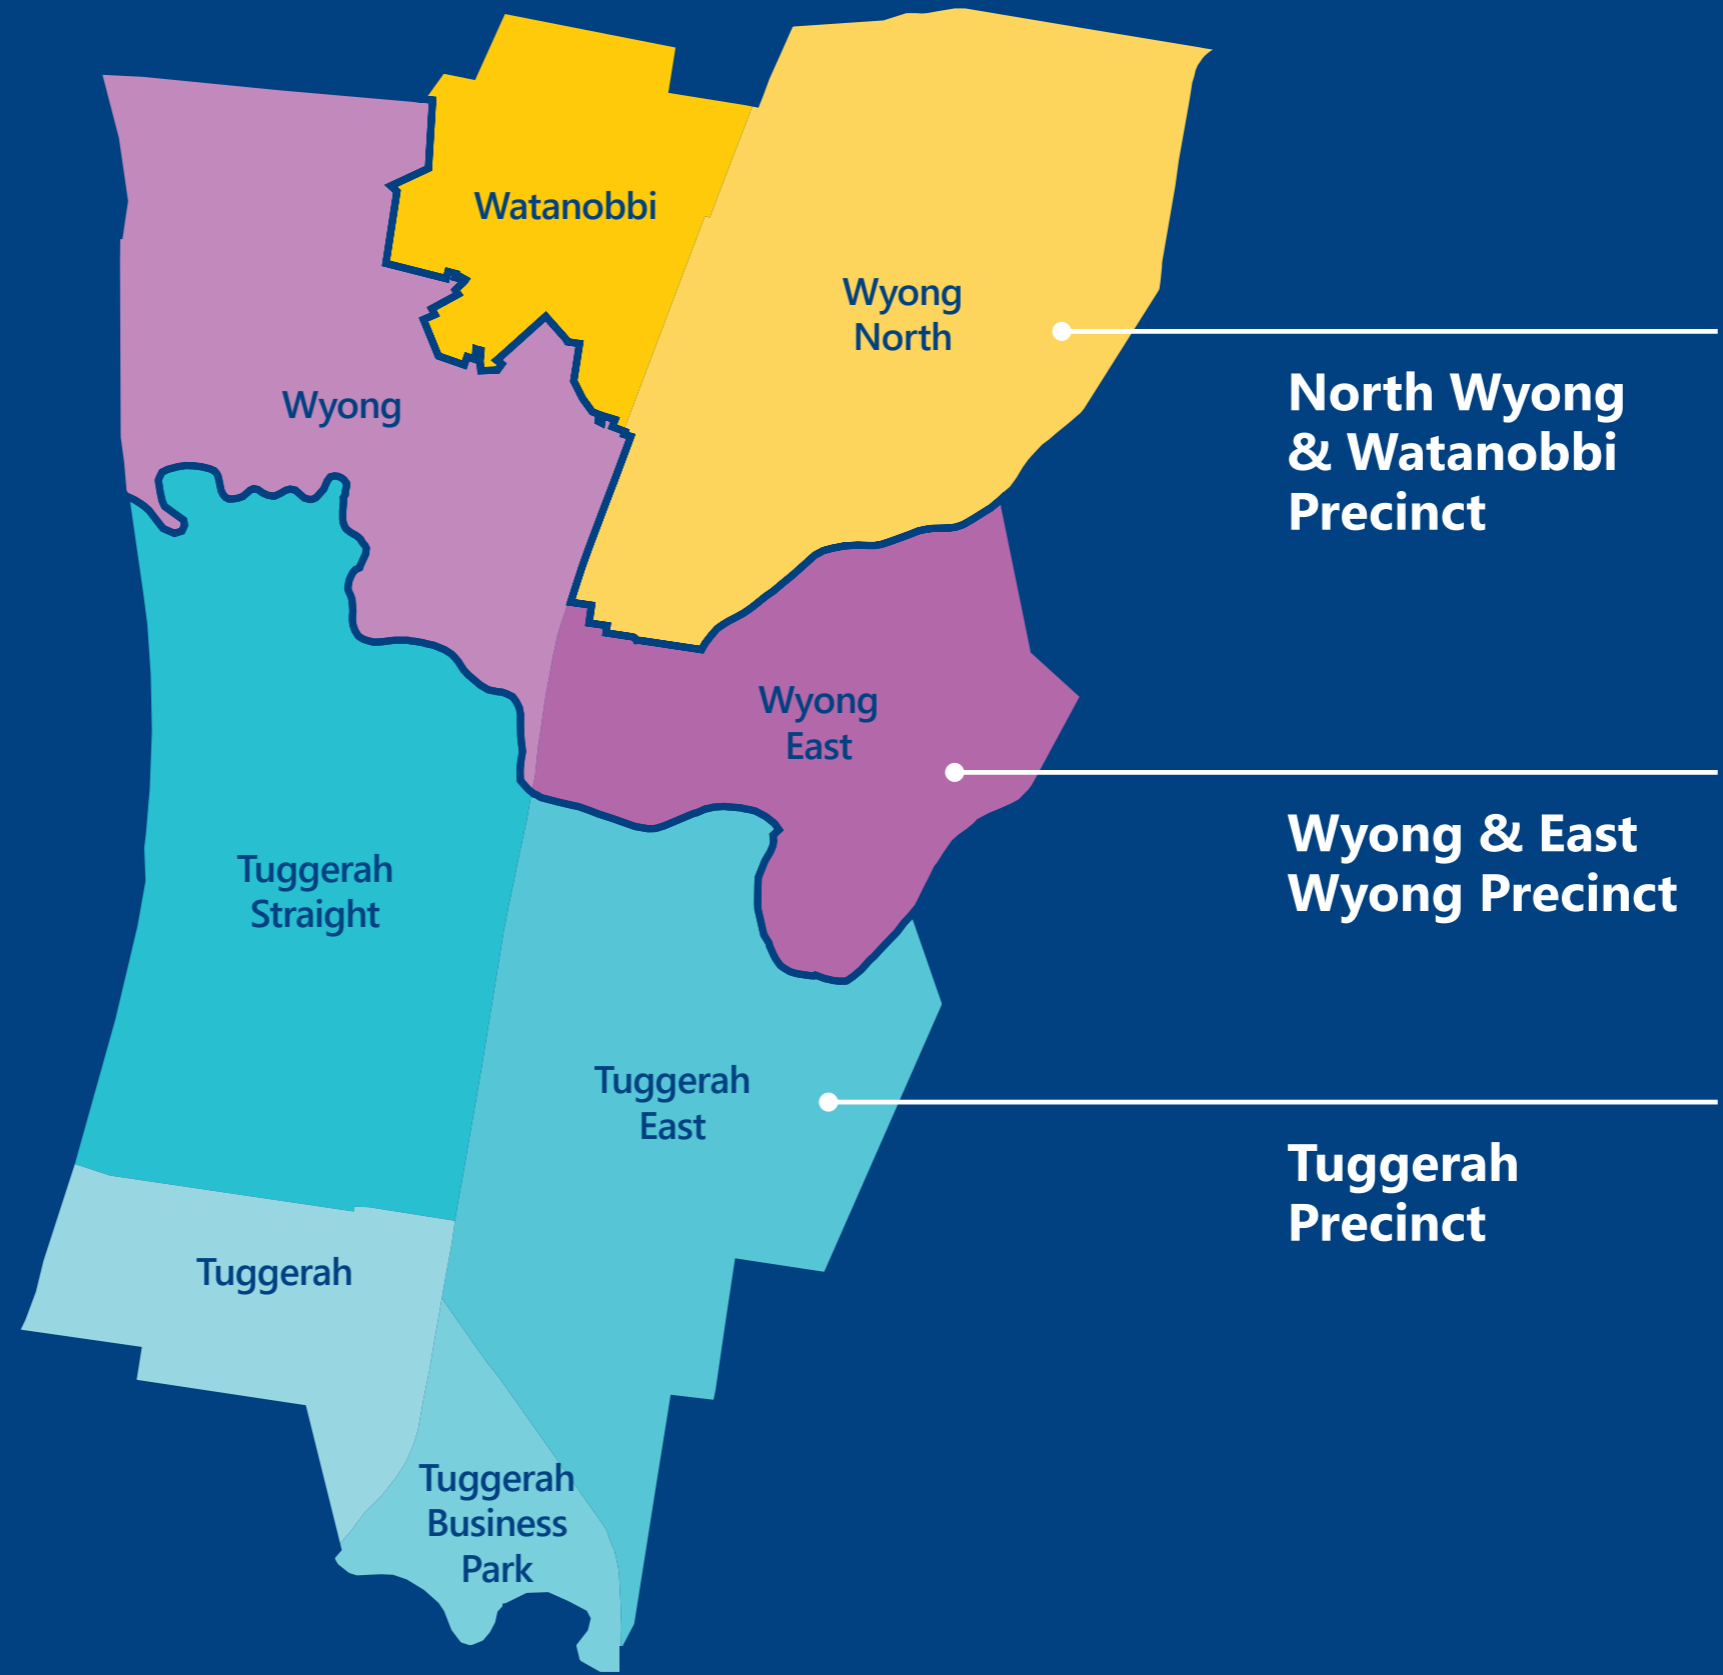 Watanobbi
Wyong
North
North Wyong
& Watanobbi
Precinct
Wyong
Wyong
East
Wyong & East
Wyong Precinct
Tuggerah
Straight
Tuggerah
East
Tuggerah
Precinct
Tuggerah
Tuggerah
Business
Park